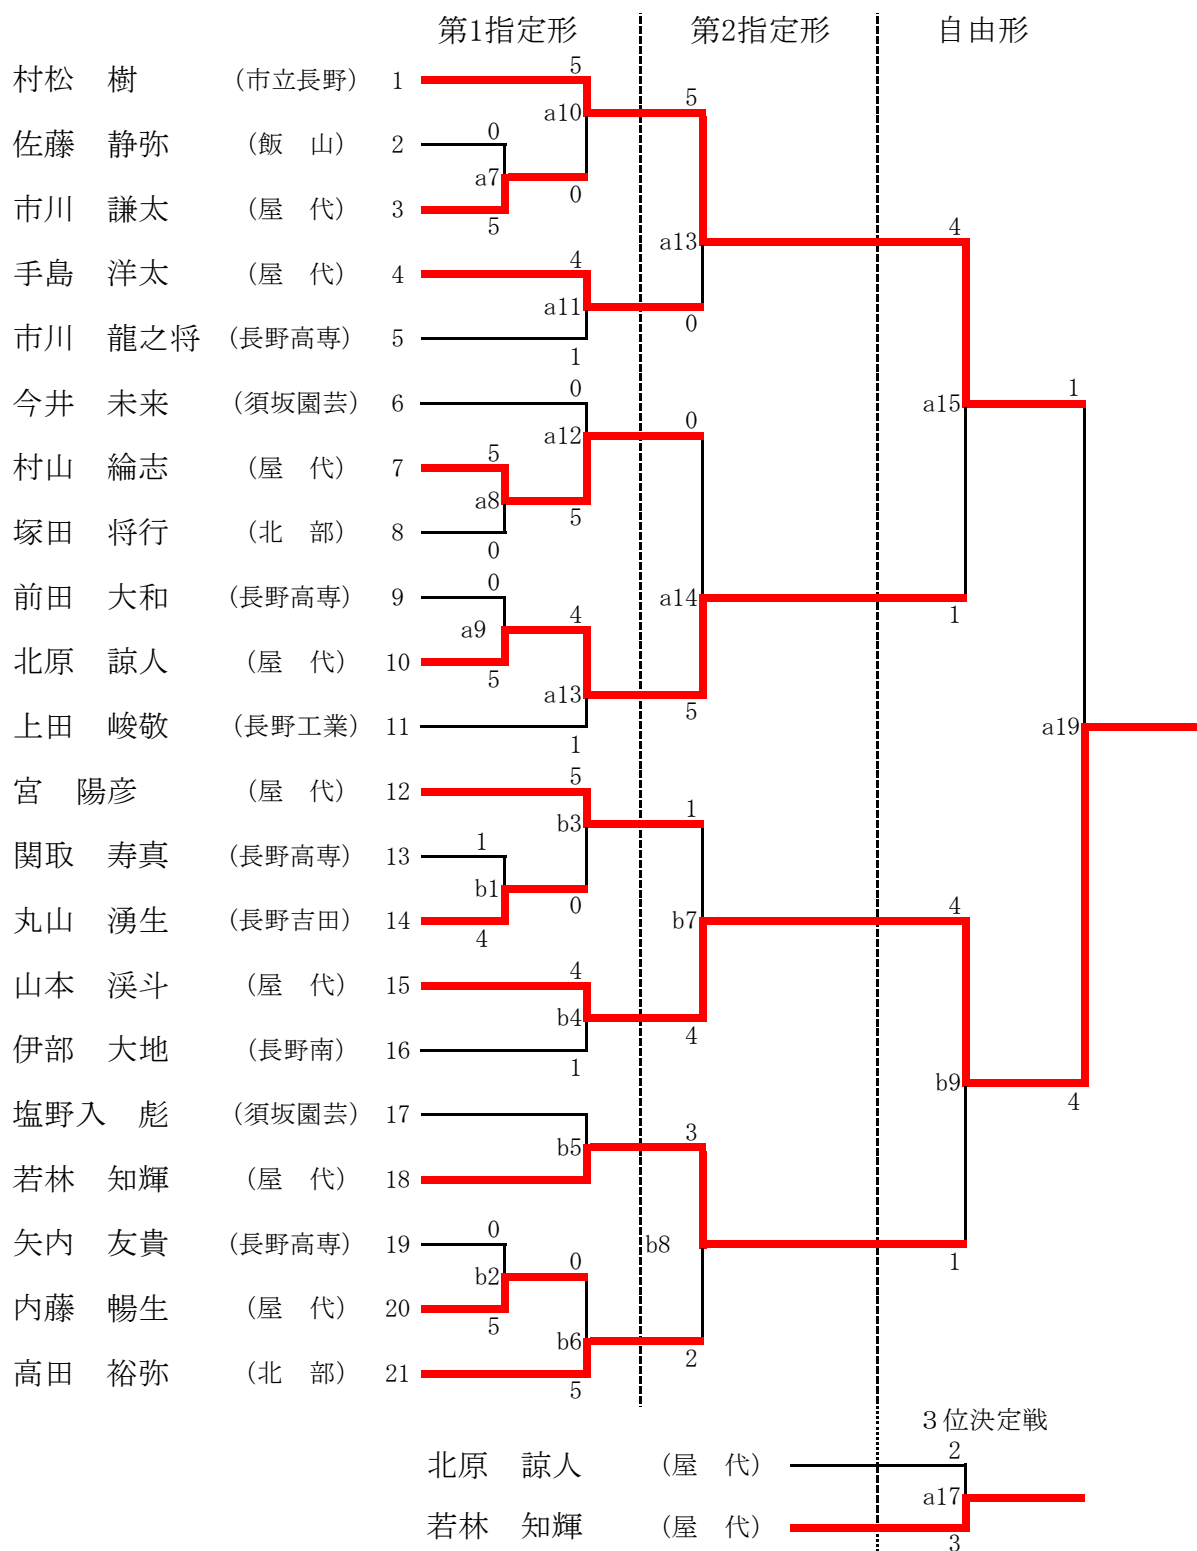 第1指定形 第2指定形 自由形
5
村松 樹 (市立長野) 1
5
a10
0
佐藤 静弥 (飯 山) 2
a7
0
市川 謙太 (屋 代) 3
5
4
a13
4
手島 洋太 (屋 代) 4
a11
0
市川 龍之将 (長野高専) 5
1
0
1
今井 未来 (須坂園芸) 6
a15
0
a12
5
村山 綸志 (屋 代) 7
a8
5
塚田 将行 (北 部) 8
0
0
前田 大和 (長野高専) 9
a14
4
1
a9
北原 諒人 (屋 代) 10
5
a13
5
上田 峻敬 (長野工業) 11
a19
1
5
宮 陽彦 (屋 代) 12
1
b3
1
関取 寿真 (長野高専) 13
b1
0
4
丸山 湧生 (長野吉田) 14
b7
4
4
山本 渓斗 (屋 代) 15
b4
4
伊部 大地 (長野南) 16
1
b9
4
塩野入 彪 (須坂園芸) 17
3
b5
若林 知輝 (屋 代) 18
0
矢内 友貴 (長野高専) 19
b8
0
1
b2
内藤 暢生 (屋 代) 20
5
b6
2
高田 裕弥 (北 部) 21
5
3位決定戦
2
北原 諒人 (屋 代)
a17
若林 知輝 (屋 代)
3